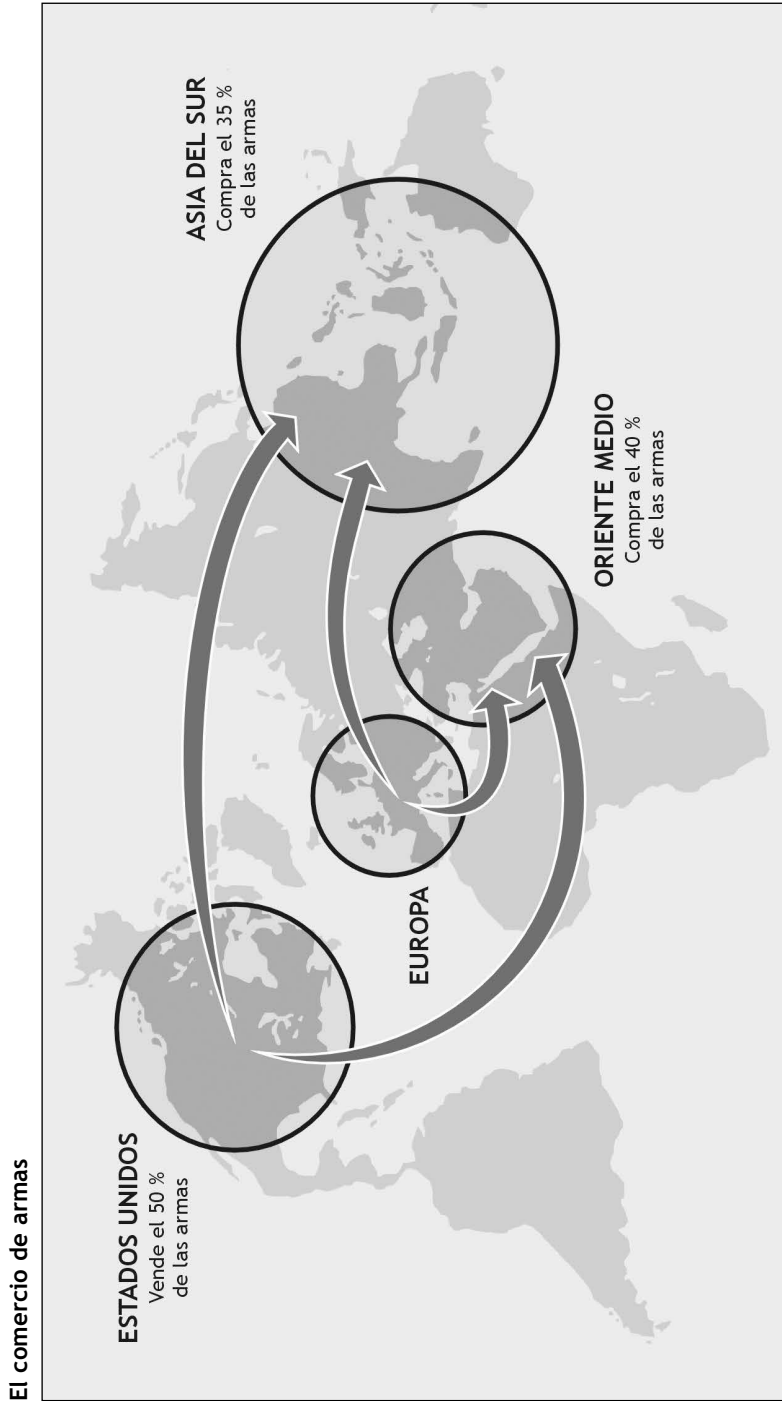 El comercio de armas
ESTADOS UNIDOS
Vende el 50 %
de las armas
EUROPA
ORIENTE MEDIO
Compra el 40 %
de las armas
ASIA DEL SUR
Compra el 35 %
de las armas